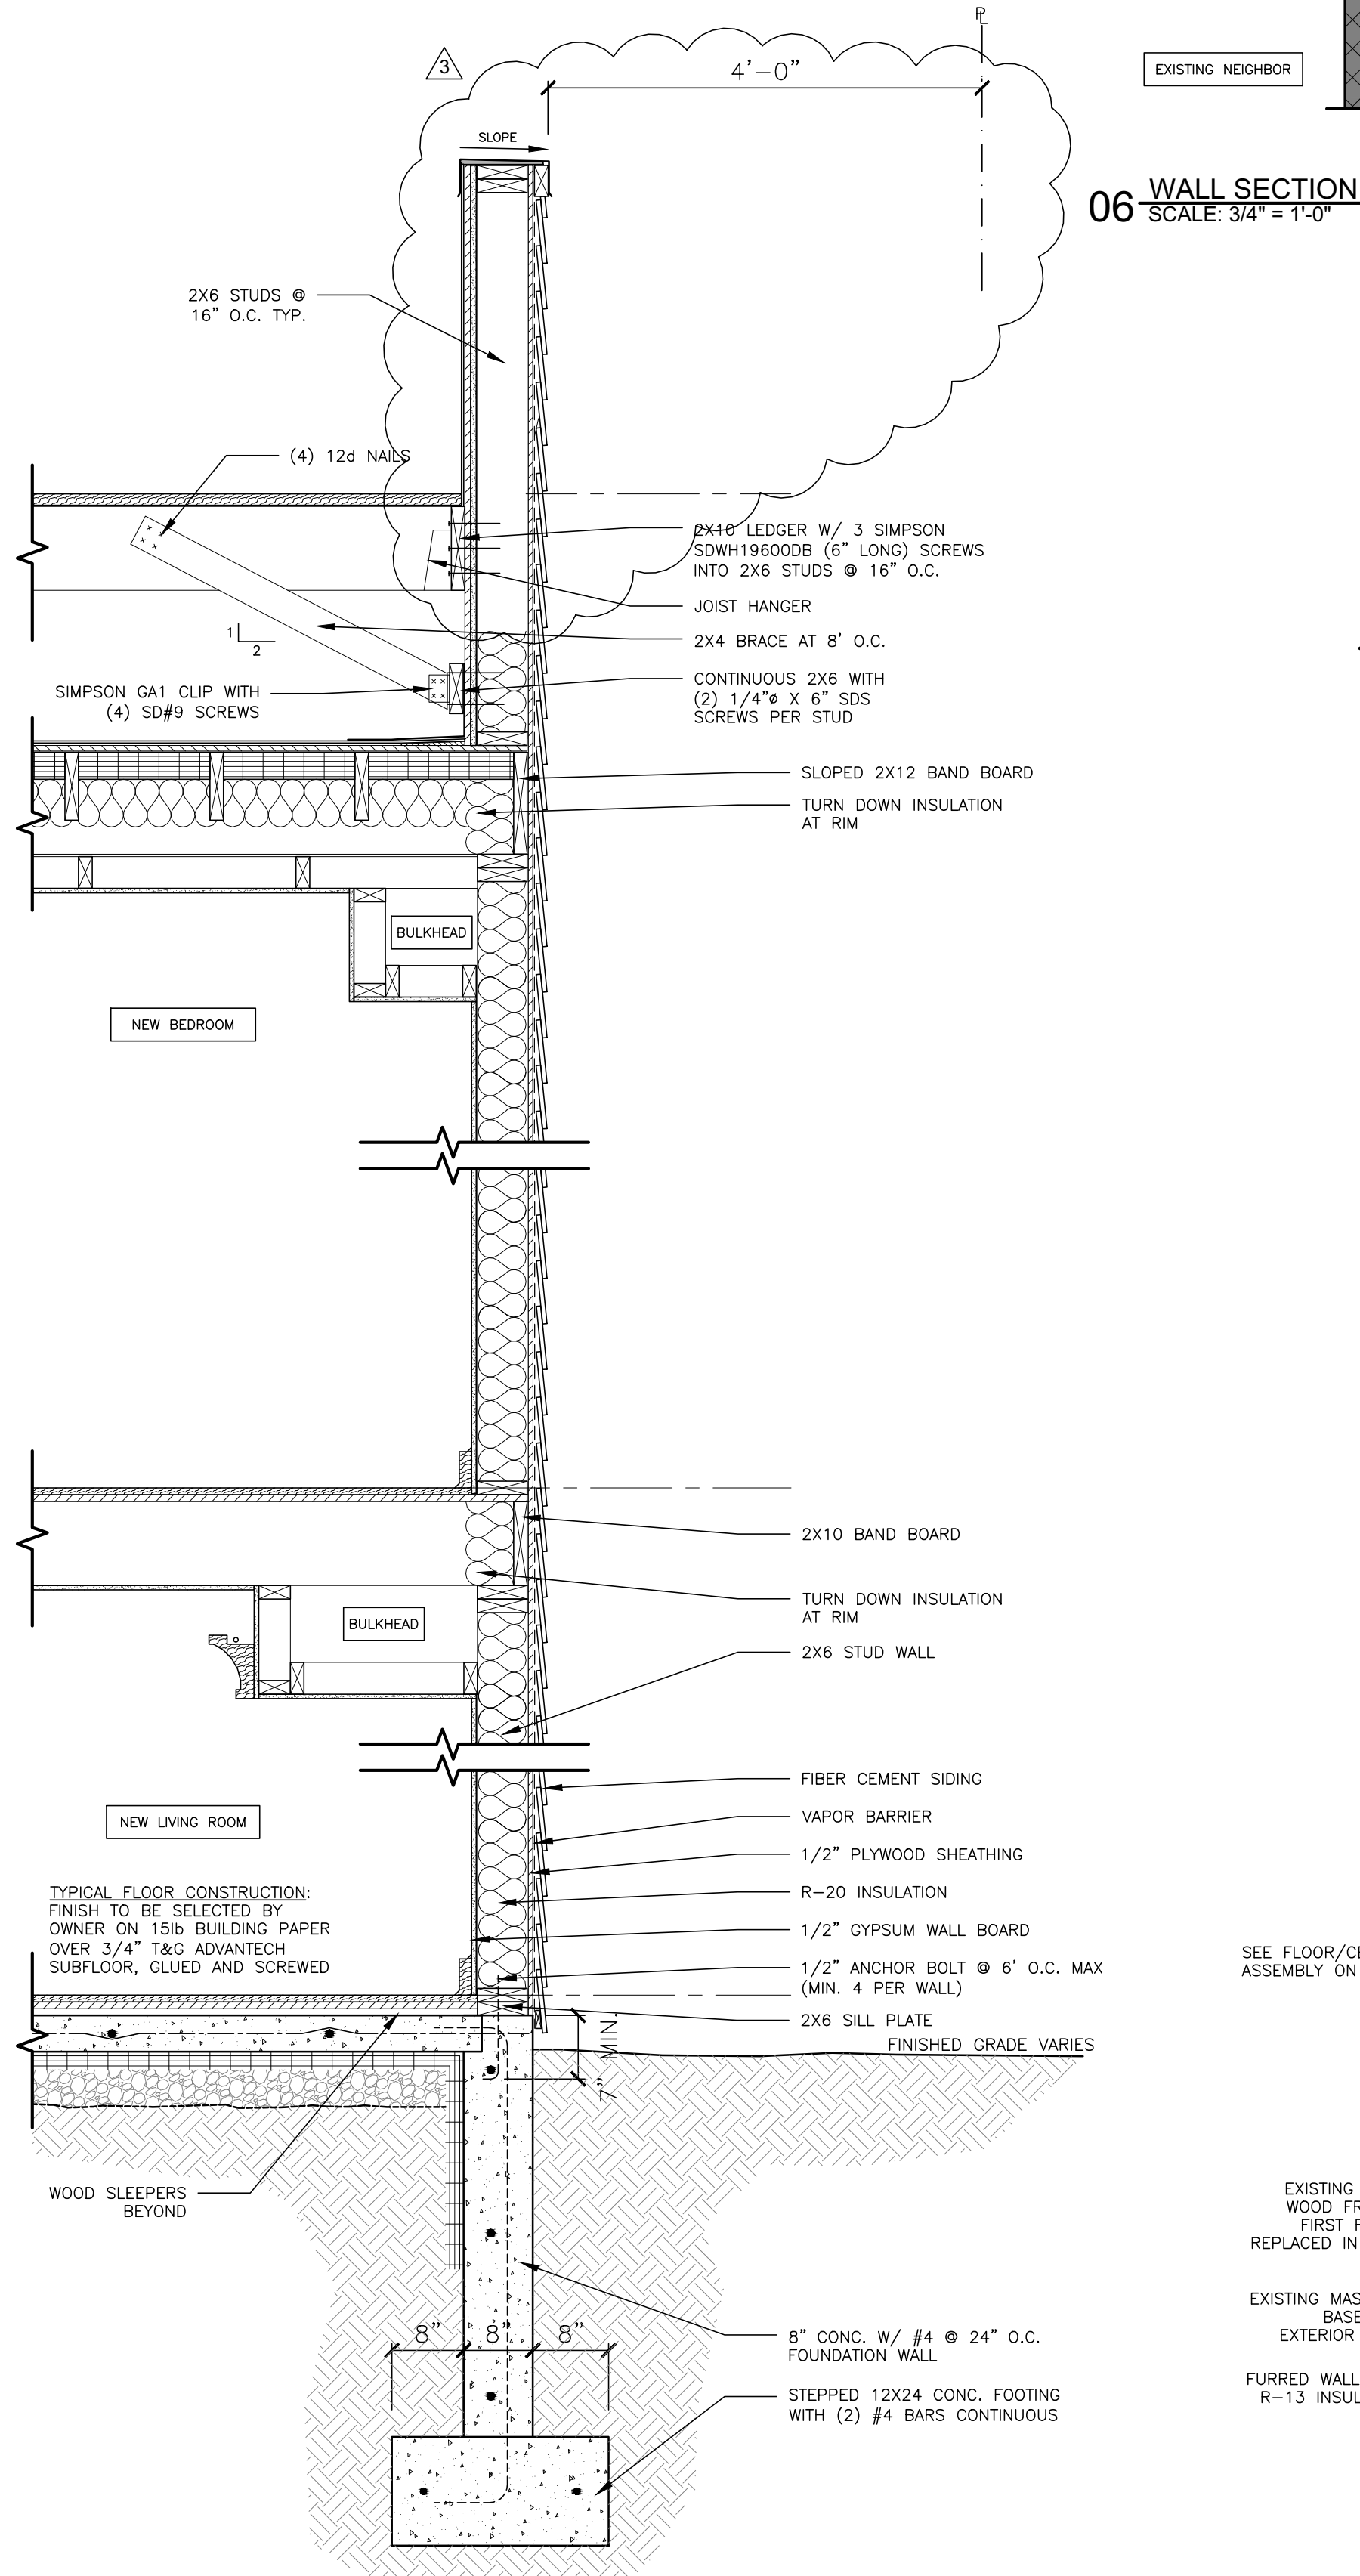 PL
3
4'-0"
EXISTING NEIGHBOR
SLOPE
06 WALL SECTION
SCALE: 3/4" = 1'-0"
2X6 STUDS @
16" O.C. TYP.
(4) 12d NAILS
2X10 LEDGER W/ 3 SIMPSON
SDWH19600DB (6" LONG) SCREWS
INTO 2X6 STUDS @ 16" O.C.
JOIST HANGER
2X4 BRACE AT 8' O.C.
1
2
SIMPSON GA1 CLIP WITH
(4) SD#9 SCREWS
CONTINUOUS 2X6 WITH
(2) 1/4"ø X 6" SDS
SCREWS PER STUD
SLOPED 2X12 BAND BOARD
TURN DOWN INSULATION
AT RIM
BULKHEAD
NEW BEDROOM
2X10 BAND BOARD
TURN DOWN INSULATION
AT RIM
BULKHEAD
2X6 STUD WALL
FIBER CEMENT SIDING
NEW LIVING ROOM
VAPOR BARRIER
1/2" PLYWOOD SHEATHING
R-20 INSULATION
TYPICAL FLOOR CONSTRUCTION:
FINISH TO BE SELECTED BY
OWNER ON 15lb BUILDING PAPER
OVER 3/4" T&G ADVANTECH
SUBFLOOR, GLUED AND SCREWED
1/2" GYPSUM WALL BOARD
1/2" ANCHOR BOLT @ 6' O.C. MAX
(MIN. 4 PER WALL)
2X6 SILL PLATE
FINISHED GRADE VARIES
7" MIN.
SEE FLOOR/CE
ASSEMBLY ON
WOOD SLEEPERS
BEYOND
EXISTING
WOOD FR
FIRST F
REPLACED IN
EXISTING MAS
BASE
EXTERIOR
8" 8" 8"
8" CONC. W/ #4 @ 24" O.C.
FOUNDATION WALL
FURRED WALL
R-13 INSUL
STEPPED 12X24 CONC. FOOTING
WITH (2) #4 BARS CONTINUOUS